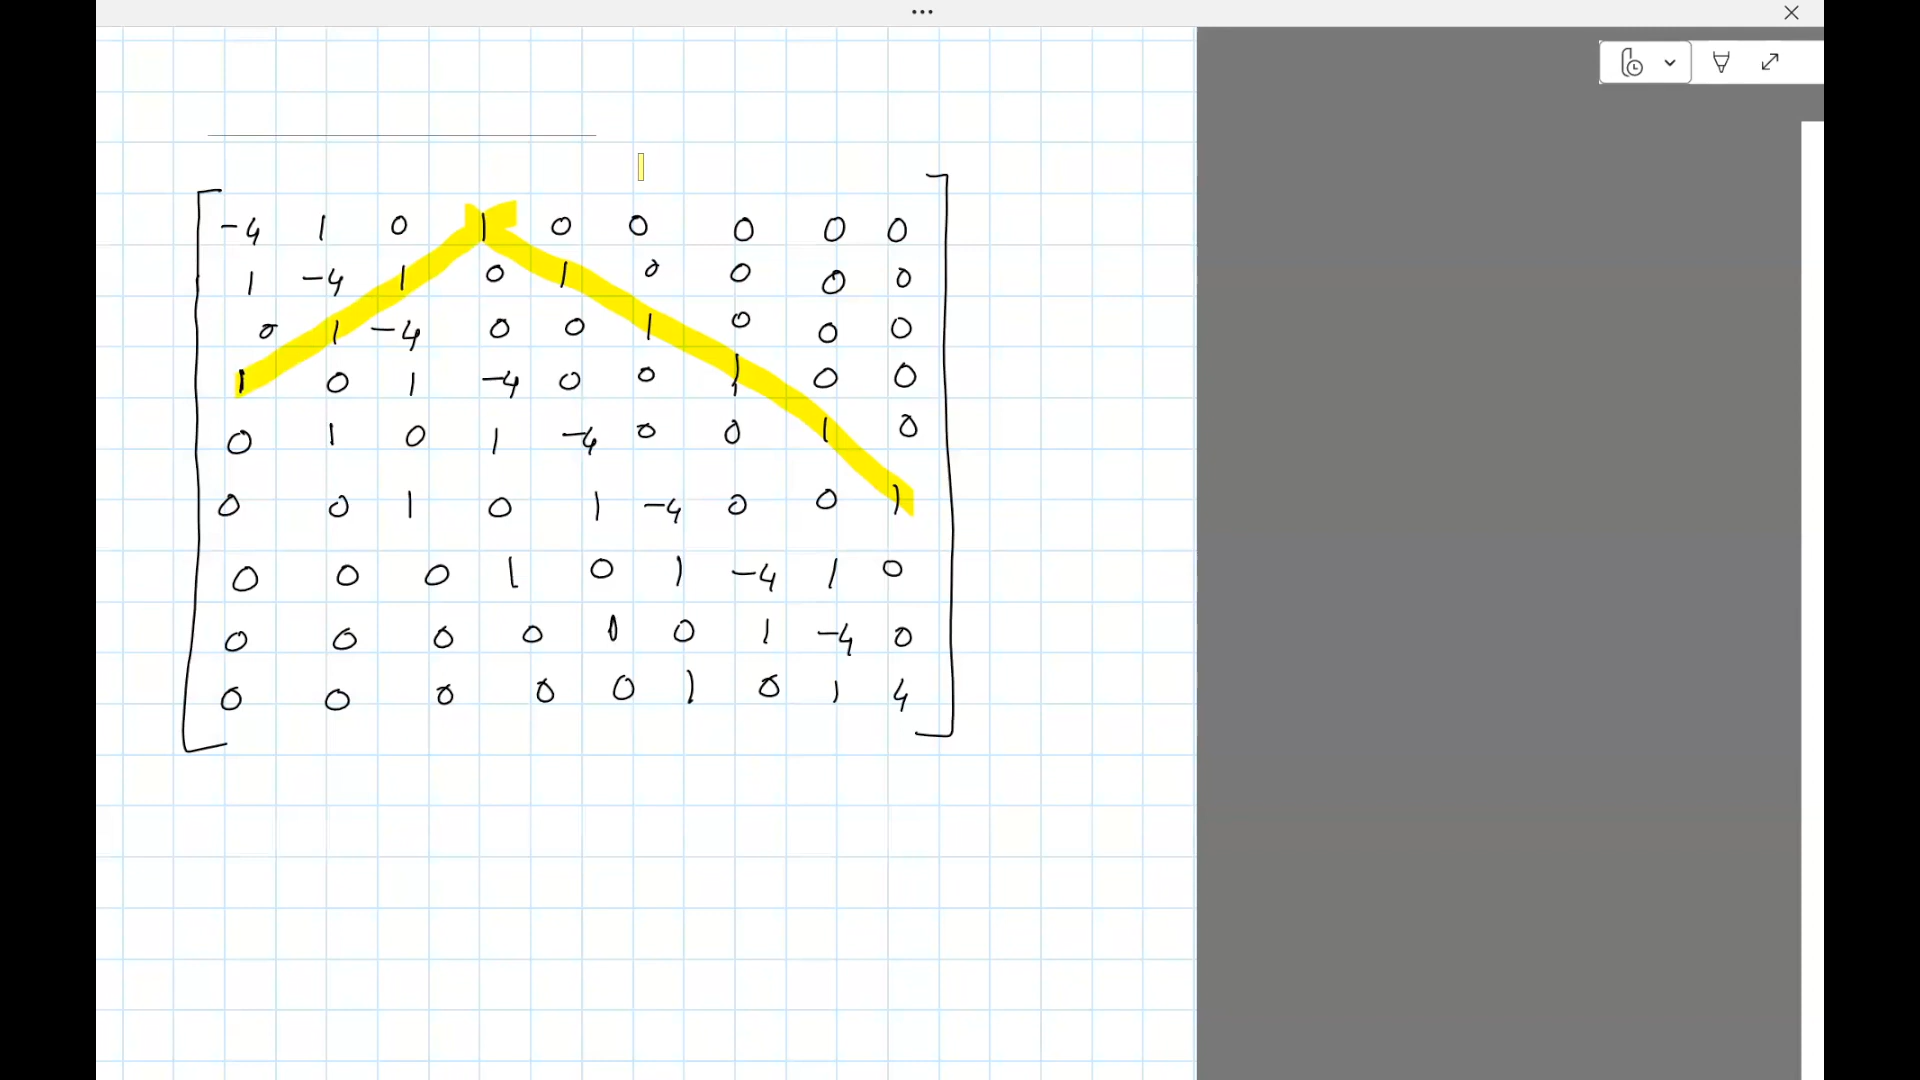 -4 1 0 1 0 0 0 0 0
1 -4 1 0 1 0 0 0 0
0 1 -4 0 0 1 0 0 0
1 0 1 -4 0 0 1 0 0
0 1 0 1 -4 0 0 1 0
0 0 1 0 1 -4 0 0 1
0 0 0 1 0 1 -4 1 0
0 0 0 0 0 0 1 -4 0
0 0 0 0 0 1 0 1 4